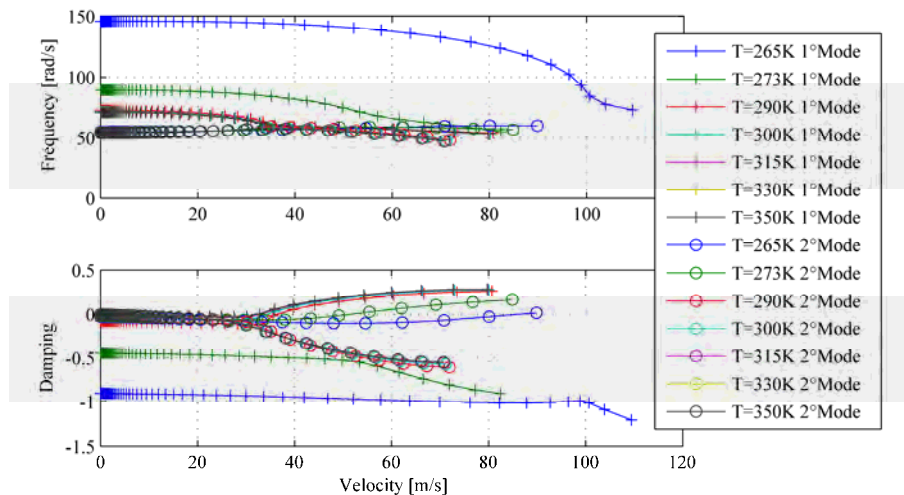 150
100
50
0
Frequency [rad/s]
0
20
40
60
80
100
0.5
0
-0.5
-1
-1.5
Damping
0
20
40
60
80
100
120
Velocity [m/s]
T=265K 1°Mode
T=273K 1°Mode
T=290K 1°Mode
T=300K 1°Mode
T=315K 1°Mode
T=330K 1°Mode
T=350K 1°Mode
T=265K 2°Mode
T=273K 2°Mode
T=290K 2°Mode
T=300K 2°Mode
T=315K 2°Mode
T=330K 2°Mode
T=350K 2°Mode